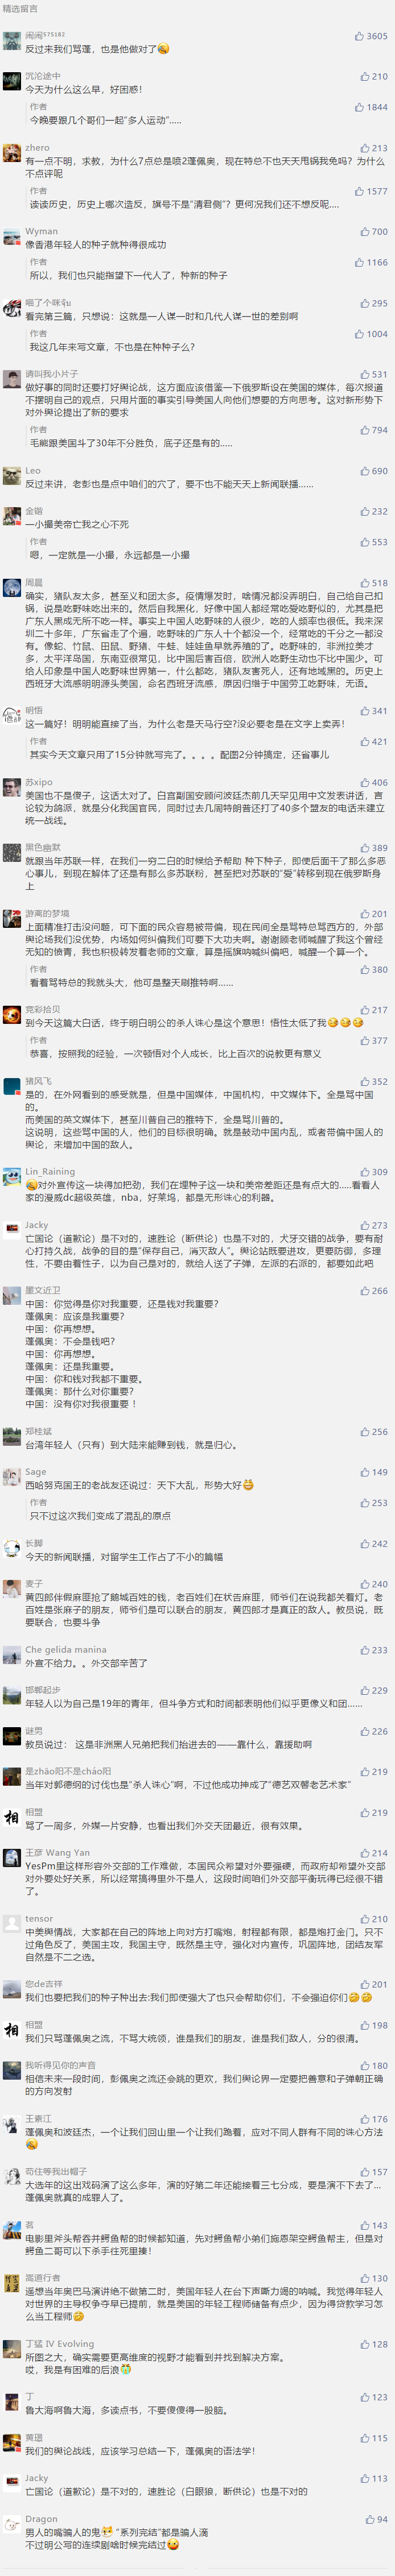 精选留言
闹闹⁵⁷⁵¹⁸²
3605
反过来我们骂蓬，也是他做对了
沉沦途中
210
今天为什么这么早，好困惑！
作者
1844
今晚要跟几个哥们一起“多人运动”.....
zhero
213
有一点不明，求教，为什么7点总是喷2蓬佩奥，现在特总不也天天甩锅我兔吗？为什么
不点评呢
作者
1577
读读历史，历史上哪次造反，旗号不是“清君侧”？更何况我们还不想反呢....
Wyman
700
像香港年轻人的种子就种得很成功
作者
1166
所以，我们也只能指望下一代人了，种新的种子
喵了个咪
295
看完第三篇，只想说：这就是一人谋一时和几代人谋一世的差别啊
作者
1004
我这几年来写文章，不也是在种种子么？
请叫我小片子
531
做好事的同时还要打好舆论战，这方面应该借鉴一下俄罗斯设在美国的媒体，每次报道
不摆明自己的观点，只用片面的事实引导美国人向他们想要的方向思考。这对新形势下
对外舆论提出了新的要求
作者
794
毛熊跟美国斗了30年不分胜负，底子还是有的.....
Leo
690
反过来讲，老彭也是点中咱们的穴了，要不也不能天天上新闻联播......
金锴
232
一小撮美帝亡我之心不死
作者
553
嗯，一定就是一小撮，永远都是一小撮
周晨
518
确实，猪队友太多，甚至义和团太多。疫情爆发时，啥情况都没弄明白，自己给自己扣
锅，说是吃野味吃出来的。然后自我黑化，好像中国人都经常吃爱吃野似的，尤其是把
广东人黑成无所不吃一样。事实上中国人吃野味的人很少，吃的人频率也很低。我来深
圳二十多年，广东省走了个遍，吃野味的广东人十个都没一个，经常吃的千分之一都没
有。像蛇、竹鼠、田鼠、野猪、牛蛙、娃娃鱼早就养殖的了。吃野味的，非洲拉美才
多，太平洋岛国，东南亚很常见，比中国厉害百倍，欧洲人吃野生动也不比中国少。可
给人印象是中国人吃野味世界第一，什么都吃，猪队友害死人，还有地域黑的。历史上
西班牙大流感明明源头美国，命名西班牙流感，原因归惜于中国劳工吃野味，无语。
明悟
341
这一篇好！明明能直接了当，为什么老是天马行空?没必要老是在文字上卖弄！
作者
421
其实今天文章只用了15分钟就写完了。。。。配图2分钟搞定，还省事儿
苏xipo
406
美国也不是傻子，这话太对了。白宫副国安顾问波廷杰前几天罕见用中文发表讲话，言
论较为鸽派，就是分化我国官民，同时过去几周特朗普还打了40多个盟友的电话来建立
统一战线。
黑色幽默
389
就跟当年苏联一样，在我们一穷二白的时候给予帮助 种下种子，即使后面干了那么多恶
心事儿，到现在解体了还是有那么多苏联粉，甚至把对苏联的“爱”转移到现在俄罗斯身
上
游离的梦境
201
上面精准打击没问题，可下面的民众容易被带偏，现在民间全是骂特总骂西方的，外部
舆论场我们没优势，内场如何纠偏我们可要下大功夫啊。谢谢顾老师喊醒了我这个曾经
无知的愤青，我也积极转发着老师的文章，算是摇旗呐喊纠偏吧，喊醒一个算一个。
作者
380
看着骂特总的我就头大，他可是整天刷推特啊......
竞彩拾贝
217
到今天这篇大白话，终于明白明公的杀人诛心是这个意思！悟性太低了我
作者
377
恭喜，按照我的经验，一次顿悟对个人成长，比上百次的说教更有意义
猪风飞
352
是的，在外网看到的感受就是，但是中国媒体，中国机构，中文媒体下。全是骂中国
的。
而美国的英文媒体下，甚至川普自己的推特下，全是骂川普的。
这说明，这些骂中国的人，他们的目标很明确。就是鼓动中国内乱，或者带偏中国人的
舆论，来增加中国的敌人。
Lin_Raining
309
对外宣传这一块得加把劲，我们在埋种子这一块和美帝差距还是有点大的.....看看人
家的漫威dc超级英雄，nba，好莱坞，都是无形诛心的利器。
Jacky
273
亡国论（道歉论）是不对的，速胜论（断供论）也是不对的，犬牙交错的战争，要有耐
心打持久战，战争的目的是“保存自己，消灭敌人”。舆论站既要进攻，更要防御，多理
性，不要由着性子，以为自己是对的，就给人送了子弹，左派的右派的，都要如此吧
墨文近卫
266
中国：你觉得是你对我重要，还是钱对我重要？
蓬佩奥：应该是我重要？
中国：你再想想。
蓬佩奥：不会是钱吧？
中国：你再想想。
蓬佩奥：还是我重要。
中国：你和钱对我都不重要。
蓬佩奥：那什么对你重要？
中国：没有你对我很重要 ！
郑桂斌
256
台湾年轻人（只有）到大陆来能赚到钱，就是归心。
Sage
149
西哈努克国王的老战友还说过：天下大乱，形势大好
作者
253
只不过这次我们变成了混乱的原点
长脚
242
今天的新闻联播，对留学生工作占了不小的篇幅
麦子
240
黄四郎伴假麻匪抢了鹅城百姓的钱，老百姓们在状告麻匪，师爷们在说我都关着灯。老
百姓是张麻子的朋友，师爷们是可以联合的朋友，黄四郎才是真正的敌人。教员说，既
要联合，也要斗争
Che gelida manina
233
外宣不给力。。外交部辛苦了
邯郸起步
229
年轻人以为自己是19年的青年，但斗争方式和时间都表明他们似乎更像义和团......
谜男
226
教员说过： 这是非洲黑人兄弟把我们抬进去的——靠什么，靠援助啊
是zhāo阳不是cháo阳
219
当年对郭德纲的讨伐也是“杀人诛心”啊，不过他成功抻成了“德艺双馨老艺术家”
相盟
219
骂了一周多，外媒一片安静，也看出我们外交天团最近，很有效果。
王彦 Wang Yan
214
YesPm里这样形容外交部的工作难做，本国民众希望对外要强硬，而政府却希望外交部
对外要处好关系，所以经常搞得里外不是人，这段时间咱们外交部平衡玩得已经很不错
了。
tensor
210
中美舆情战，大家都在自己的阵地上向对方打嘴炮，射程都有限，都是炮打金门。只不
过角色反了，美国主攻，我国主守，既然是主守，强化对内宣传，巩固阵地，团结友军
自然是不二之选。
您de吉祥
201
我们也要把我们的种子种出去:我们即使强大了也只会帮助你们，不会强迫你们
相盟
198
我们只骂蓬佩奥之流，不骂大统领，谁是我们的朋友，谁是我们敌人，分的很清。
我听得见你的声音
180
相信未来一段时间，彭佩奥之流还会跳的更欢，我们舆论界一定要把善意和子弹朝正确
的方向发射
王素江
176
蓬佩奥和波廷杰，一个让我们回山里一个让我们跪着，应对不同人群有不同的诛心方法
苟住等我出帽子
157
大选年的这出戏码演了这么多年，演的好第二年还能接着三七分成，要是演不下去了...
蓬佩奥就真的成罪人了。
茗
143
电影里斧头帮吞并鳄鱼帮的时候都知道，先对鳄鱼帮小弟们施恩架空鳄鱼帮主，但是对
鳄鱼二哥可以下杀手往死里揍！
嵩道行者
130
遥想当年奥巴马演讲绝不做第二时，美国年轻人在台下声嘶力竭的呐喊。我觉得年轻人
对世界的主导权争夺早已提前，就是美国的年轻工程师储备有点少，因为得贷款学习怎
么当工程师
丁猛 IV Evolving
128
所图之大，确实需要更高维度的视野才能看到并找到解决方案。
哎，我是有困难的后浪
丁
123
鲁大海啊鲁大海，多读点书，不要傻傻得一股脑。
黄璟
115
我们的舆论战线，应该学习总结一下，蓬佩奥的语法学！
Jacky
113
亡国论（道歉论）是不对的，速胜论（白眼狼，断供论）也是不对的
Dragon
94
男人的嘴骗人的鬼 “系列完结”都是骗人滴
不过明公写的连续剧啥时候完结过